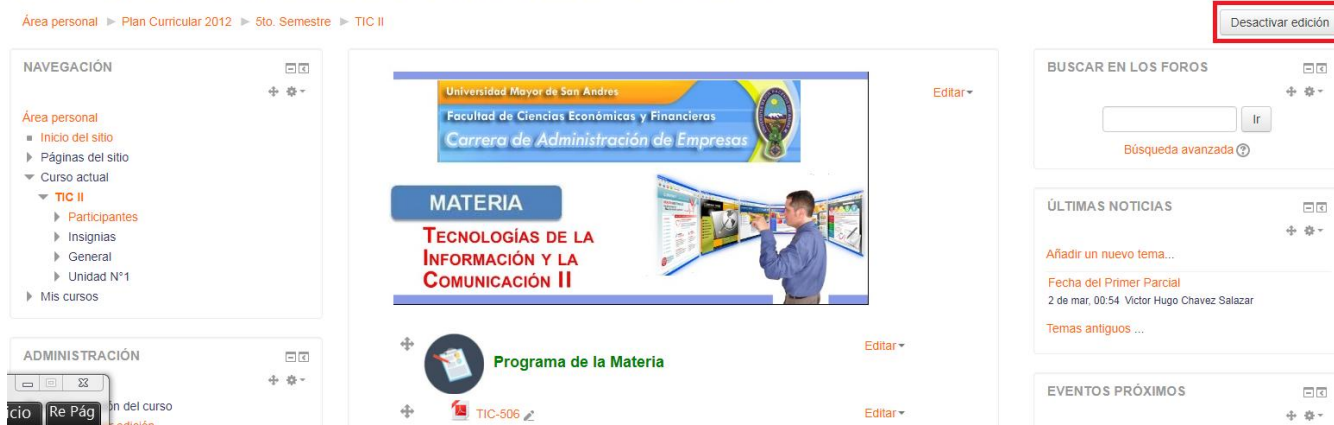 Área personal ▶ Plan Curricular 2012 ▶ 5to. Semestre ▶ TIC II
Desactivar edición
NAVEGACIÓN
Área personal
Inicio del sitio
Páginas del sitio
Curso actual
TIC II
Participantes
Insignias
General
Unidad N°1
Mis cursos
ADMINISTRACIÓN
ón del curso
r edición
icio
Re Pág
Universidad Mayor de San Andres
Facultad de Ciencias Económicas y Financieras
Carrera de Administración de Empresas
Editar
MATERIA
TECNOLOGÍAS DE LA
INFORMACIÓN Y LA
COMUNICACIÓN II
Programa de la Materia
Editar
TIC-506
Editar
BUSCAR EN LOS FOROS
Ir
Búsqueda avanzada
ÚLTIMAS NOTICIAS
Añadir un nuevo tema...
Fecha del Primer Parcial
2 de mar, 00:54 Victor Hugo Chavez Salazar
Temas antiguos ...
EVENTOS PRÓXIMOS